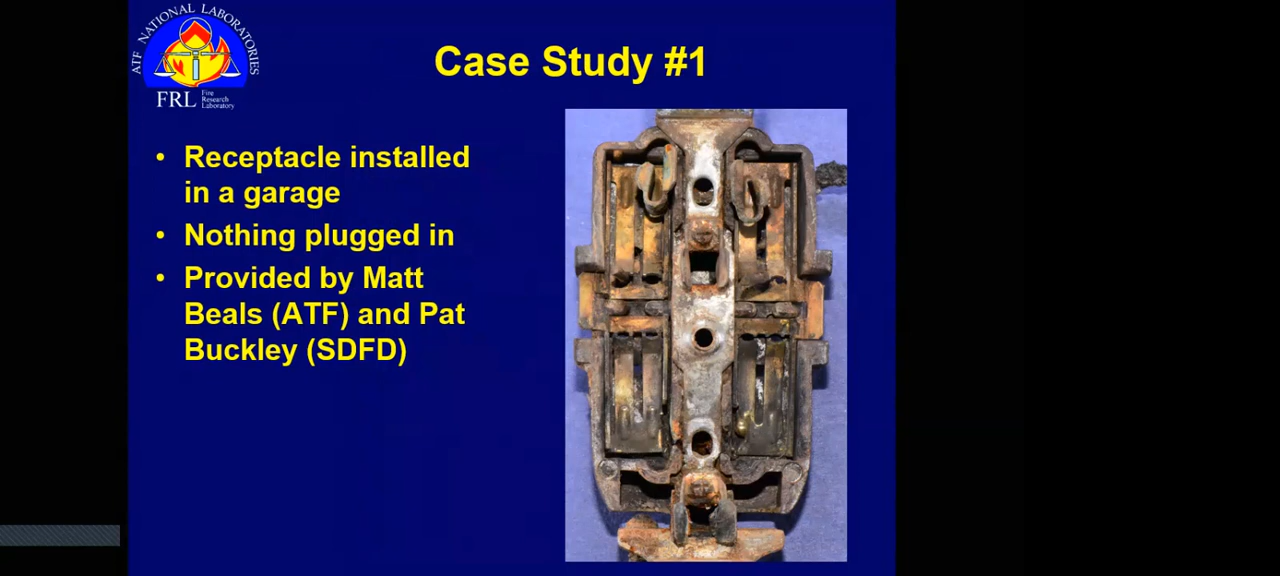 ATF NATIONAL LABORATORIES
FRL Fire
Research
Laboratory
Case Study #1
• Receptacle installed
in a garage
• Nothing plugged in
• Provided by Matt
Beals (ATF) and Pat
Buckley (SDFD)